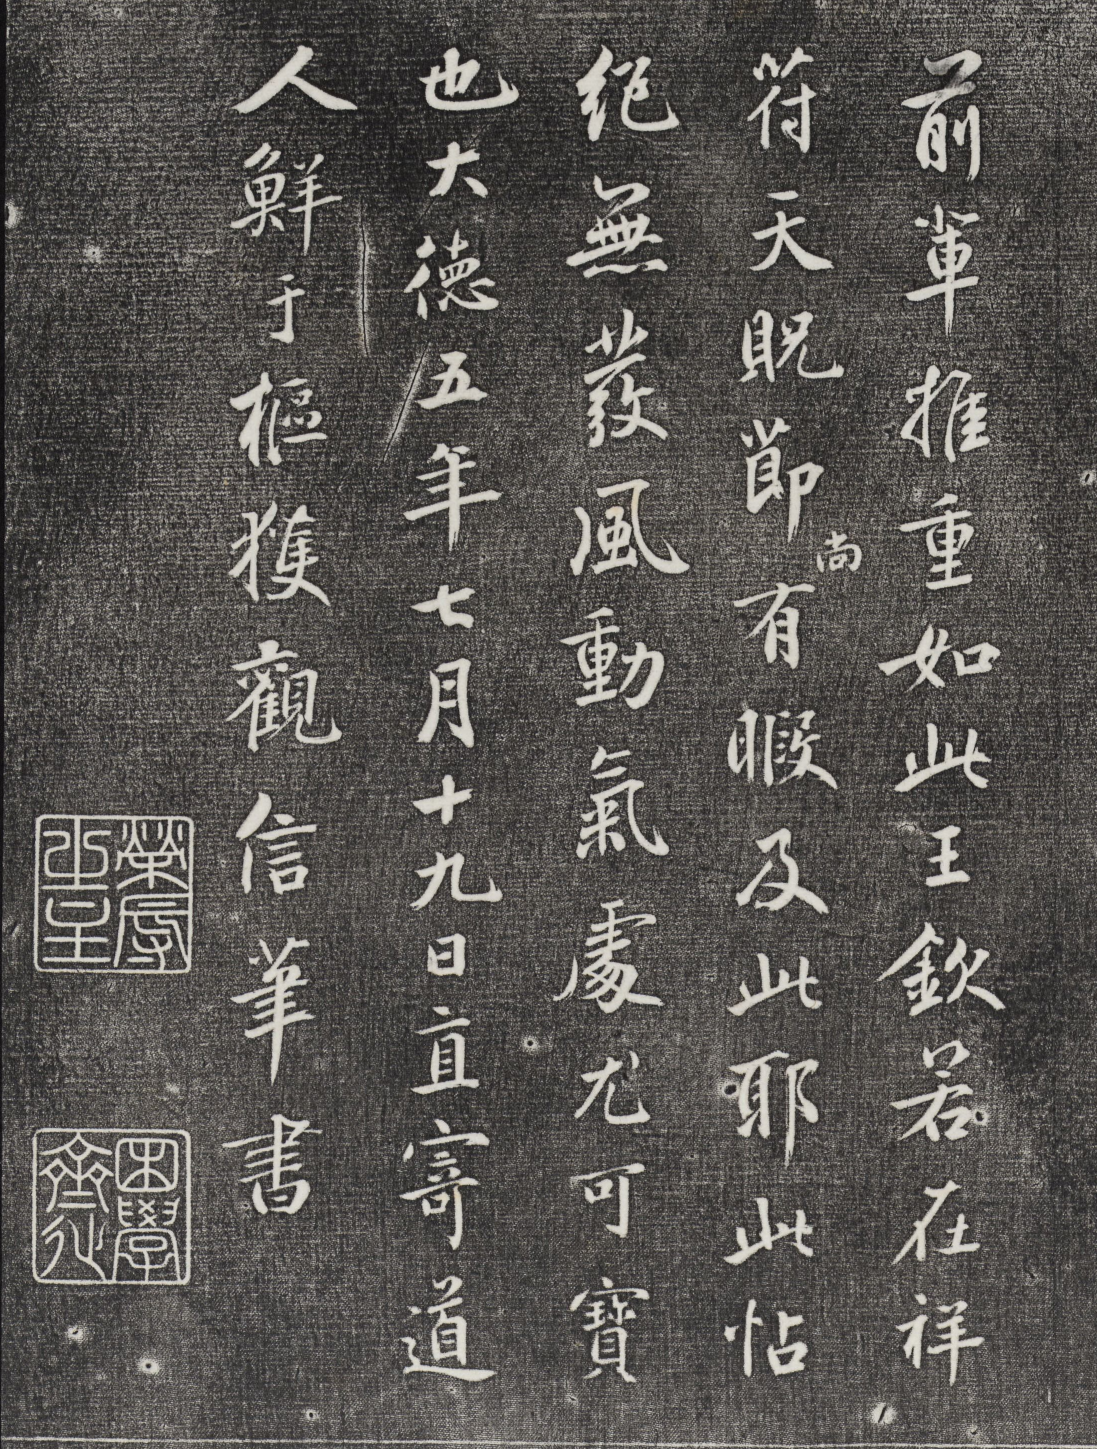 前輩推重如此王欽若在祥
符天貺節尚有暇及此耶此帖
絕無發風動氣處尤可寶
也大德五年七月十九日直寄道
人鮮于樞獲觀信筆書
困學齋